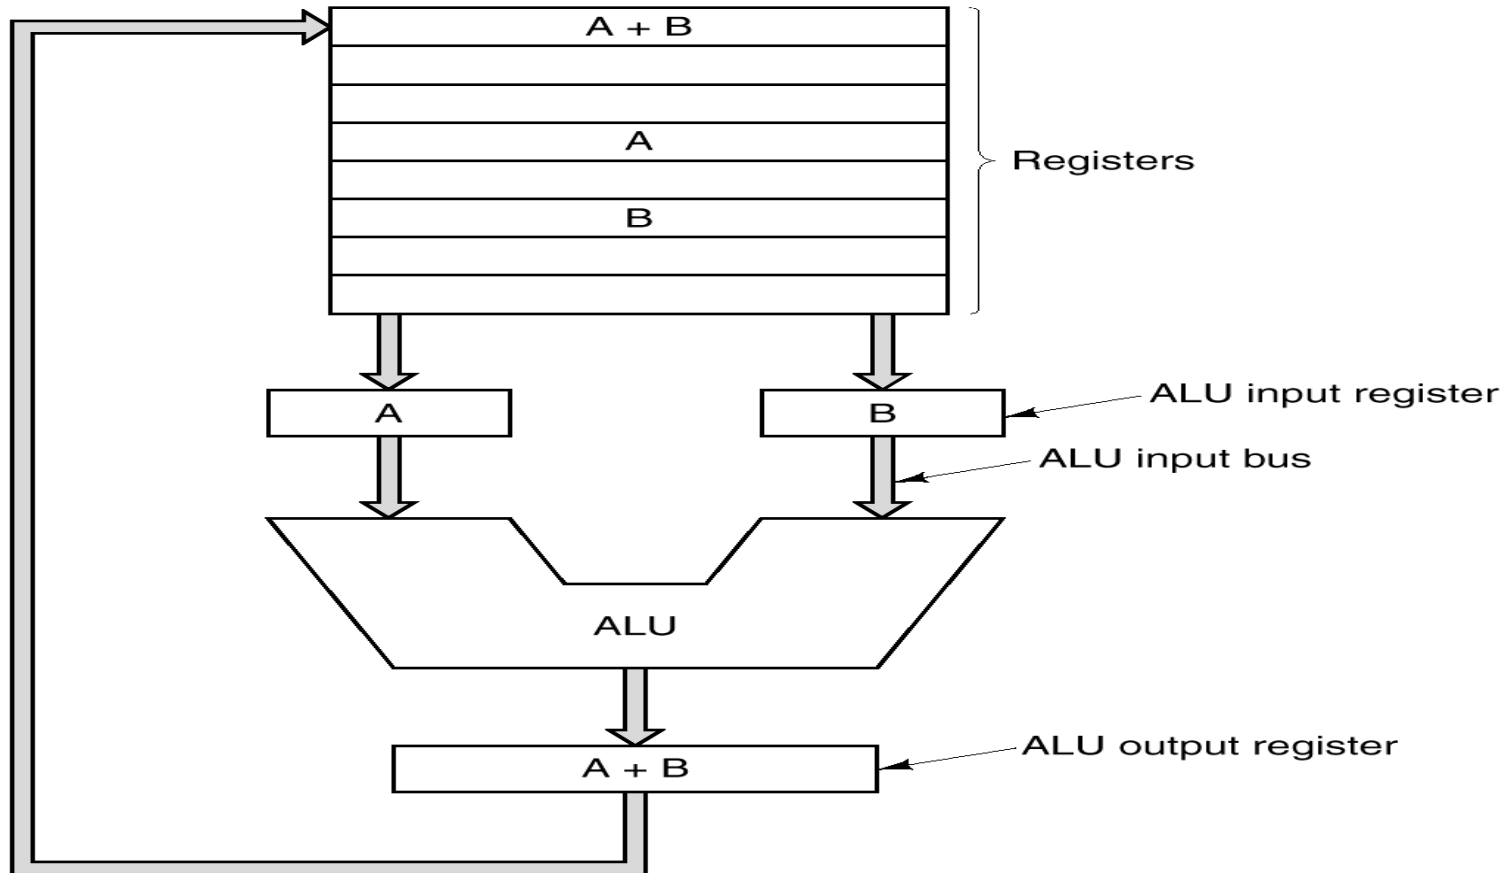 A + B
A
Registers
B
A
B
ALU input register
ALU input bus
ALU
ALU output register
A + B